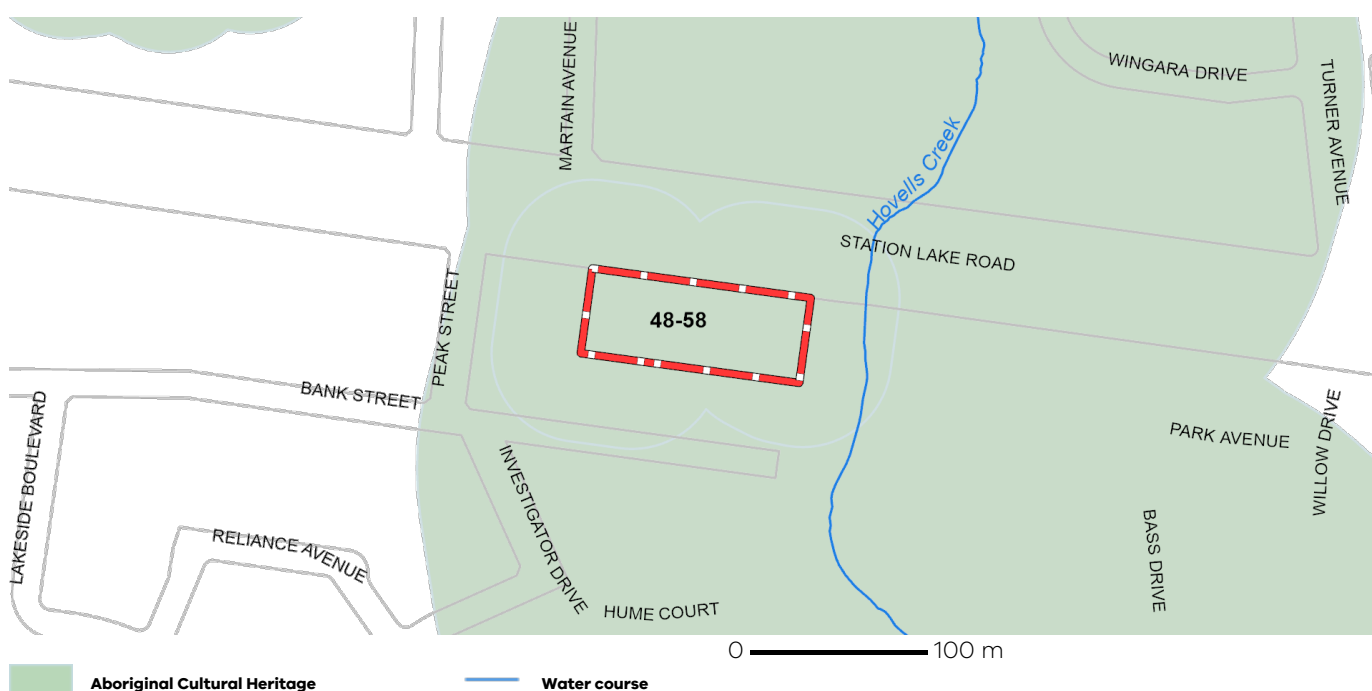 MARTAIN AVENUE
WINGARA DRIVE
TURNER AVENUE
Hovells Creek
STATION LAKE ROAD
PEAK STREET
48-58
BANK STREET
LAKESIDE BOULEVARD
WILLOW DRIVE
PARK AVENUE
INVESTIGATOR DRIVE
RELIANCE AVENUE
BASS DRIVE
HUME COURT
0 100 m
Aboriginal Cultural Heritage Water course